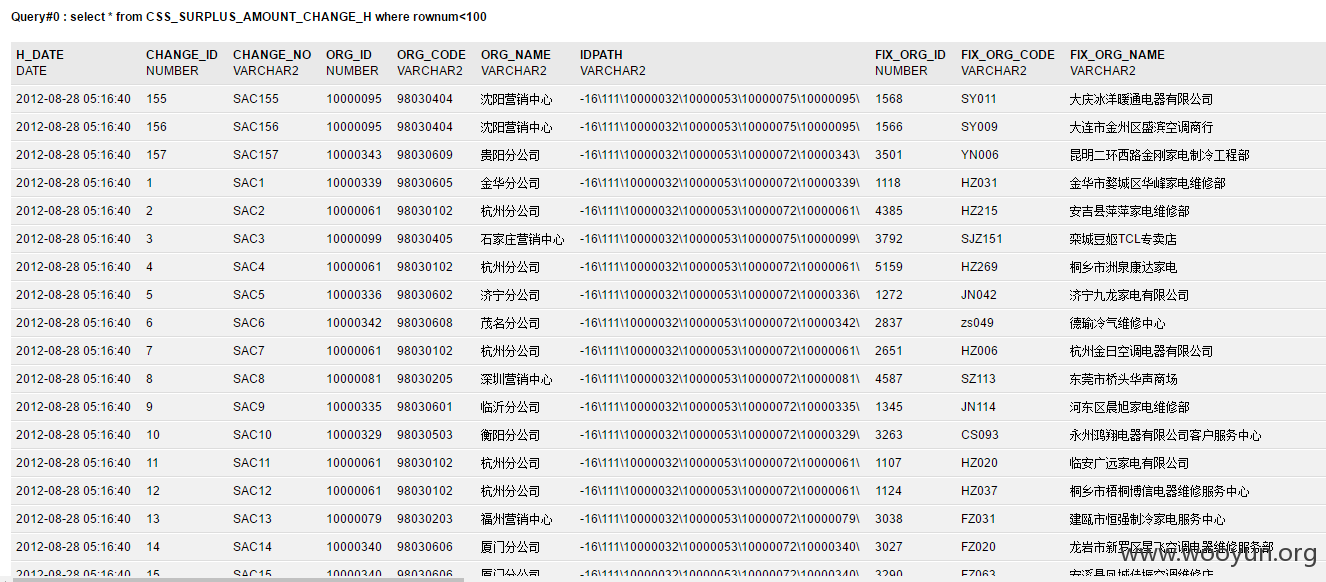 Query#0 : select * from CSS_SURPLUS_AMOUNT_CHANGE_H where rownum<100
H_DATE CHANGE_ID CHANGE_NO ORG_ID ORG_CODE ORG_NAME IDPATH FIX_ORG_ID FIX_ORG_CODE FIX_ORG_NAME
DATE NUMBER VARCHAR2 NUMBER VARCHAR2 VARCHAR2 VARCHAR2 NUMBER VARCHAR2 VARCHAR2
2012-08-28 05:16:40 155 SAC155 10000095 98030404 沈阳营销中心 -16\111\10000032\10000053\10000075\10000095\ 1568 SY011 大庆冰洋暖通电器有限公司
2012-08-28 05:16:40 156 SAC156 10000095 98030404 沈阳营销中心 -16\111\10000032\10000053\10000075\10000095\ 1566 SY009 大连市金州区盛滨空调商行
2012-08-28 05:16:40 157 SAC157 10000343 98030609 贵阳分公司 -16\111\10000032\10000053\10000072\10000343\ 3501 YN006 昆明二环西路金刚家电制冷工程部
2012-08-28 05:16:40 1 SAC1 10000339 98030605 金华分公司 -16\111\10000032\10000053\10000072\10000339\ 1118 HZ031 金华市婺城区华峰家电维修部
2012-08-28 05:16:40 2 SAC2 10000061 98030102 杭州分公司 -16\111\10000032\10000053\10000072\10000061\ 4385 HZ215 安吉县萍萍家电维修部
2012-08-28 05:16:40 3 SAC3 10000099 98030405 石家庄营销中心 -16\111\10000032\10000053\10000075\10000099\ 3792 SJZ151 栾城豆姬TCL专卖店
2012-08-28 05:16:40 4 SAC4 10000061 98030102 杭州分公司 -16\111\10000032\10000053\10000072\10000061\ 5159 HZ269 桐乡市洲泉康达家电
2012-08-28 05:16:40 5 SAC5 10000336 98030602 济宁分公司 -16\111\10000032\10000053\10000072\10000336\ 1272 JN042 济宁九龙家电有限公司
2012-08-28 05:16:40 6 SAC6 10000342 98030608 茂名分公司 -16\111\10000032\10000053\10000072\10000342\ 2837 zs049 德瑜冷气维修中心
2012-08-28 05:16:40 7 SAC7 10000061 98030102 杭州分公司 -16\111\10000032\10000053\10000072\10000061\ 2651 HZ006 杭州金日空调电器有限公司
2012-08-28 05:16:40 8 SAC8 10000081 98030205 深圳营销中心 -16\111\10000032\10000053\10000072\10000081\ 4587 SZ113 东莞市桥头华声商场
2012-08-28 05:16:40 9 SAC9 10000335 98030601 临沂分公司 -16\111\10000032\10000053\10000072\10000335\ 1345 JN114 河东区晨旭家电维修部
2012-08-28 05:16:40 10 SAC10 10000329 98030503 衡阳分公司 -16\111\10000032\10000053\10000072\10000329\ 3263 CS093 永州鸿翔电器有限公司客户服务中心
2012-08-28 05:16:40 11 SAC11 10000061 98030102 杭州分公司 -16\111\10000032\10000053\10000072\10000061\ 1107 HZ020 临安广远家电有限公司
2012-08-28 05:16:40 12 SAC12 10000061 98030102 杭州分公司 -16\111\10000032\10000053\10000072\10000061\ 1124 HZ037 桐乡市梧桐博信电器维修服务中心
2012-08-28 05:16:40 13 SAC13 10000079 98030203 福州营销中心 -16\111\10000032\10000053\10000072\10000079\ 3038 FZ031 建瓯市恒强制冷家电服务中心
2012-08-28 05:16:40 14 SAC14 10000340 98030606 厦门分公司 -16\111\10000032\10000053\10000072\10000340\ 3027 FZ020 龙岩市新罗区星飞空调电器维修服务部
2012-08-28 05:16:40 15 SAC15 10000340 98030606 厦门分公司 -16\111\10000032\10000053\10000072\10000340\ 3290 FZ063
www.wooyun.org